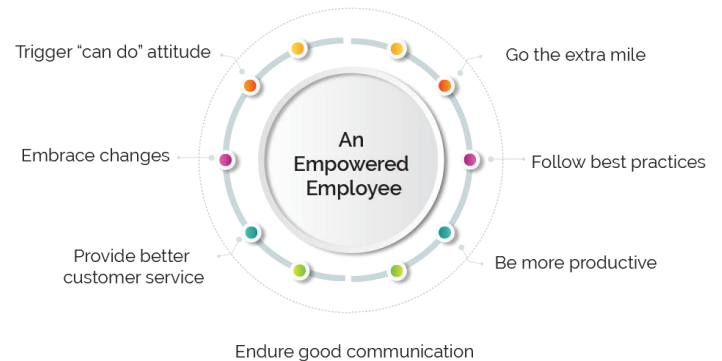 Trigger “can do” attitude
Go the extra mile
An
Empowered
Employee
Embrace changes
Follow best practices
Provide better
customer service
Be more productive
Endure good communication